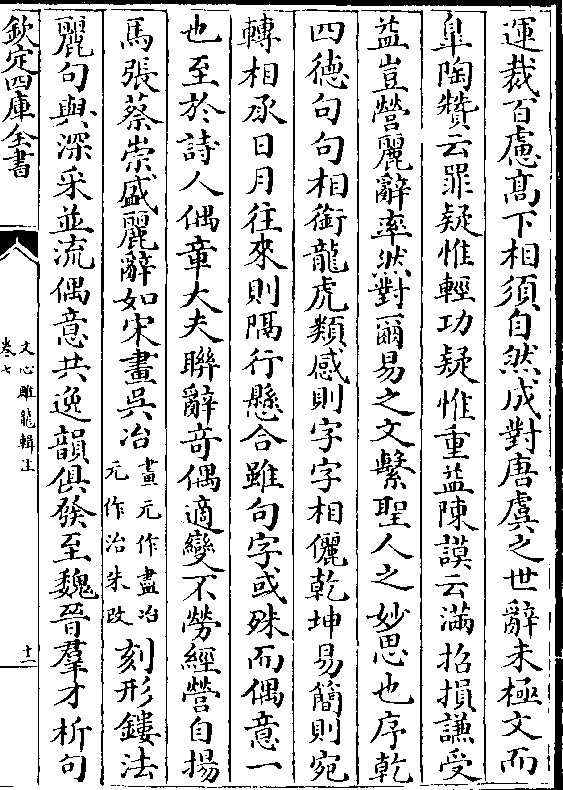 運裁百慮髙下相須自然成對唐虞之世辭未極文而
臯陶贊云罪疑惟輕功疑惟重益陳謨云滿招損謙受
益豈營麗辭率然對爾易之文繫聖人之妙思也序乾
四德句句相銜龍虎類感則字字相儷乾坤易簡則宛
轉相承日月往來則隔行懸合雖句字或殊而偶意一
也至於詩人偶章大夫聯辭竒偶適變不勞經營自揚
馬張蔡崇盛麗辭如宋畫吳冶畫元作盡冶元作治朱改刻形鏤法
麗句與深采並流偶意共逸韻俱發至魏晉羣才析句
欽定四庫全書
文心雕龍輯注
卷七
十二